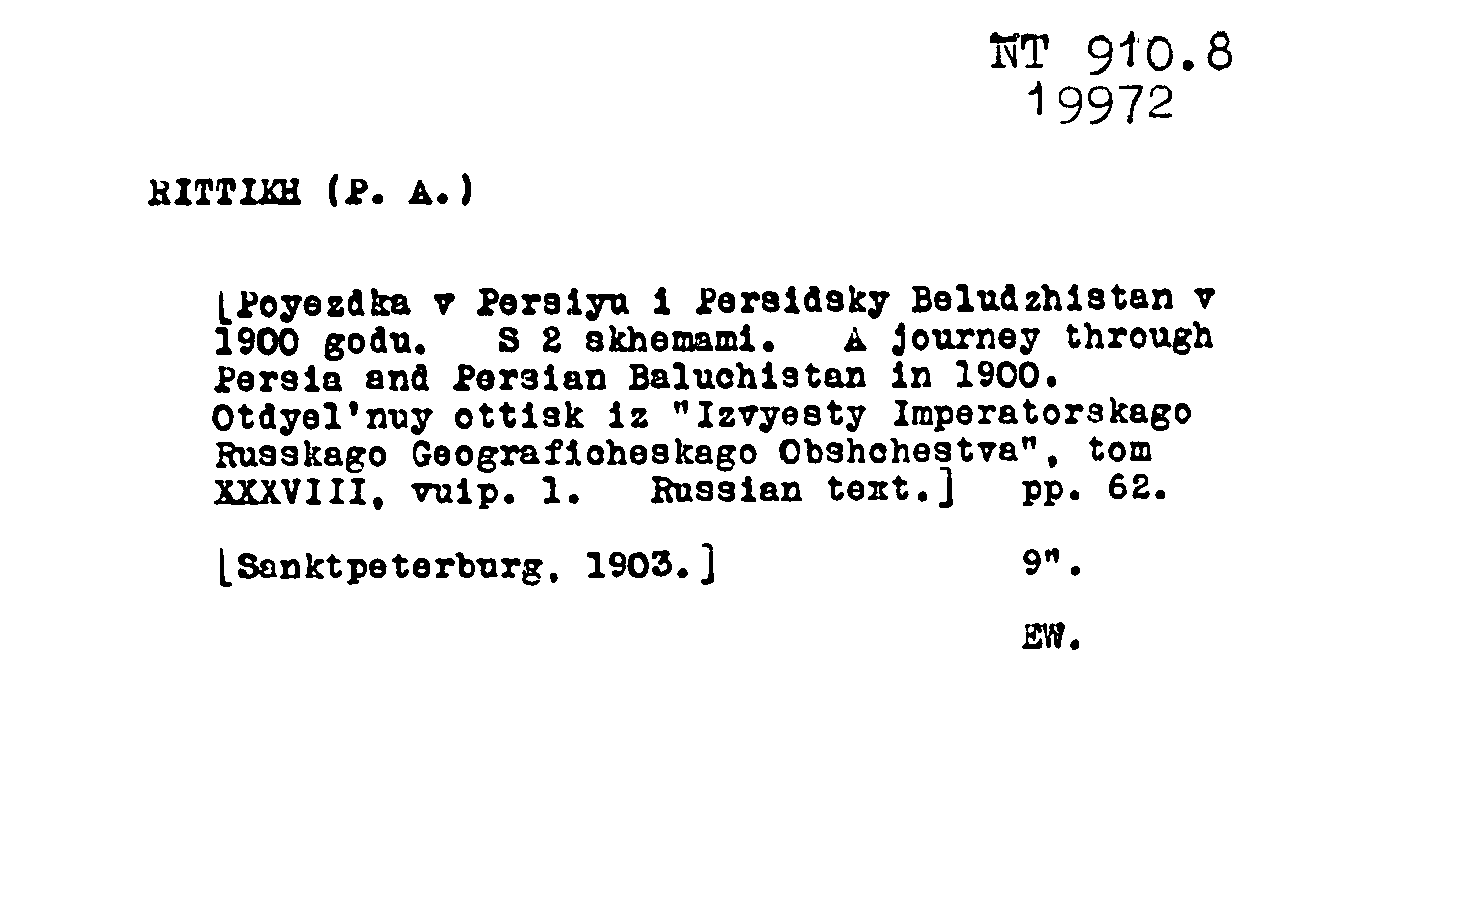 NT 910.8
19972
RITTIKH (P. A.)
[Poyezdka v Persiyu i Persidsky Beludzhistan v
1900 godu. S 2 skhemami. A journey through
Persia and Persian Baluchistan in 1900.
Otdyel'nuy ottisk iz "Izvyesty Imperatorskago
Russkago Geograficheskago Obshchestva", tom
XXXVIII, vuip. 1. Russian text.] pp. 62.
[Sanktpeterburg, 1903.] 9".
EW.